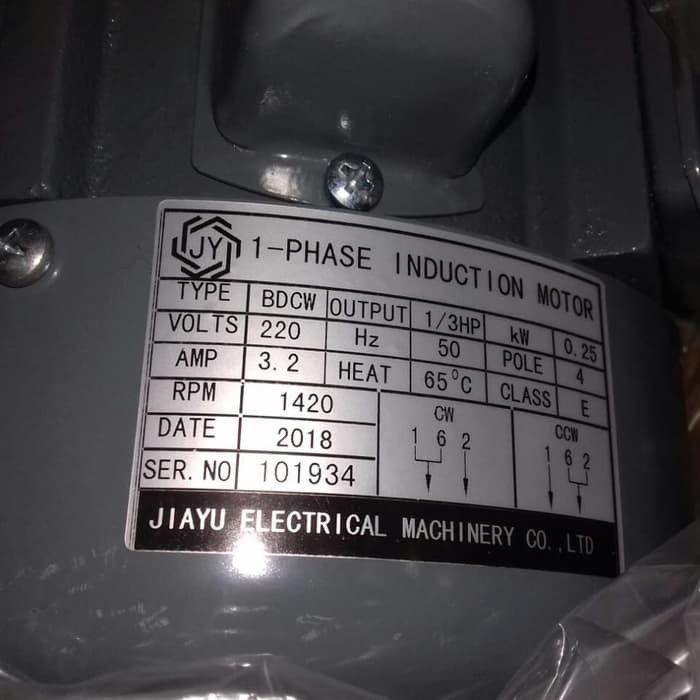 JY 1-PHASE INDUCTION MOTOR
TYPE BDCW OUTPUT 1/3HP kW 0.25
VOLTS 220 Hz 50 POLE 4
AMP 3.2 HEAT 65°C CLASS E
RPM 1420
DATE 2018
SER. NO 101934
CW
1 6 2
CCW
1 6 2
JIAYU ELECTRICAL MACHINERY CO.,LTD